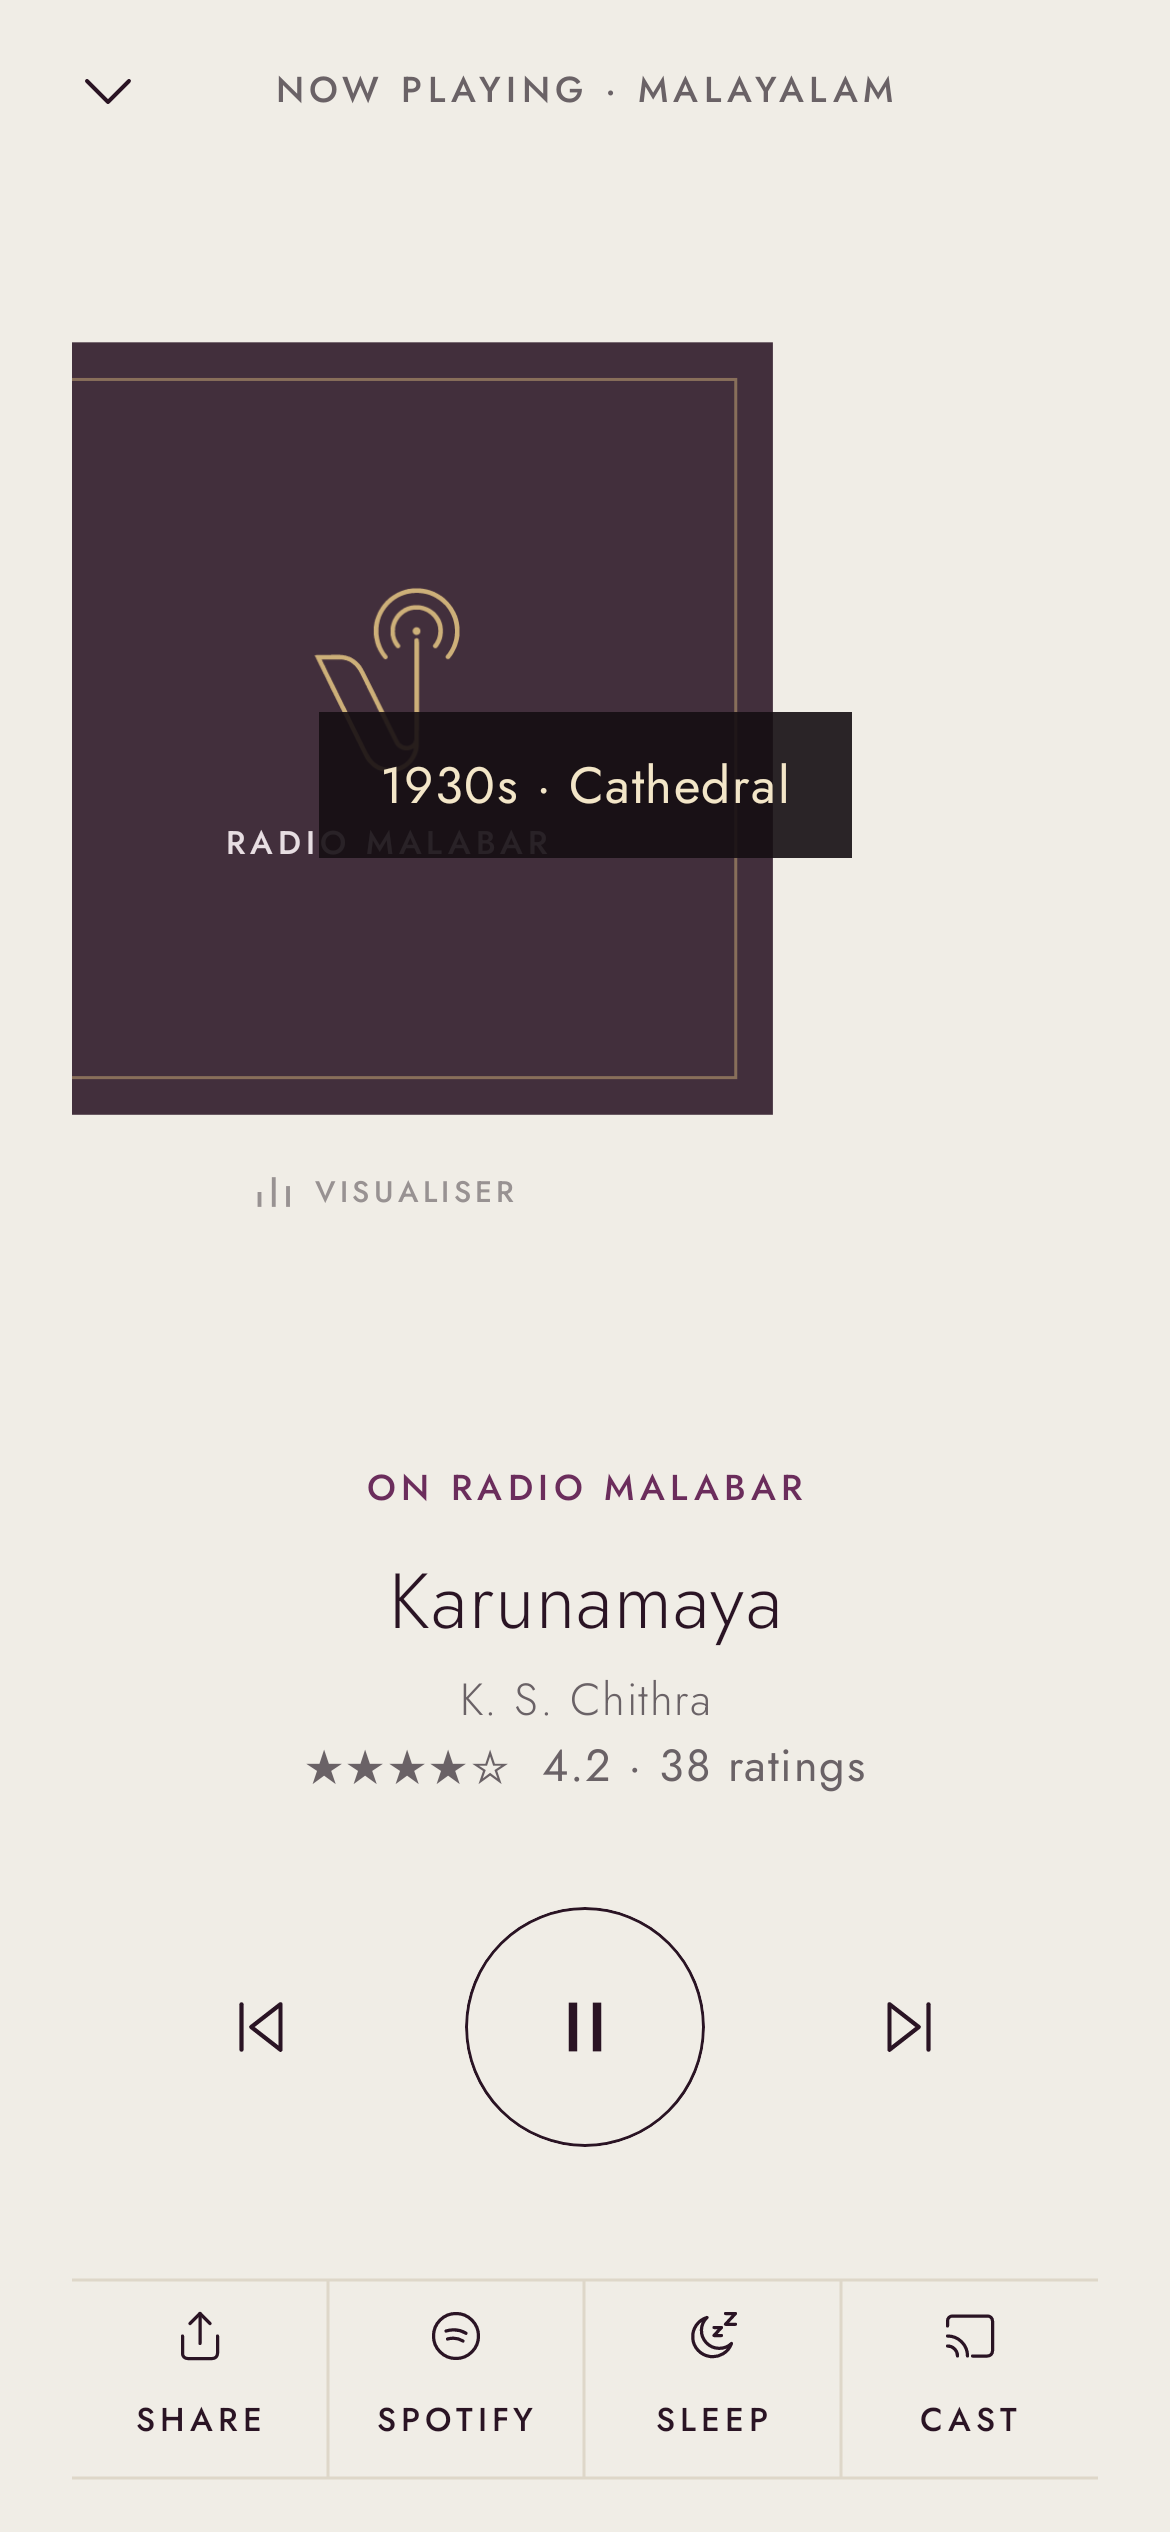 NOW PLAYING · MALAYALAM
1930s · Cathedral
RADIO MALABAR
VISUALISER
ON RADIO MALABAR
Karunamaya
K. S. Chithra
★★★★☆ 4.2 · 38 ratings
SHARE SPOTIFY SLEEP CAST